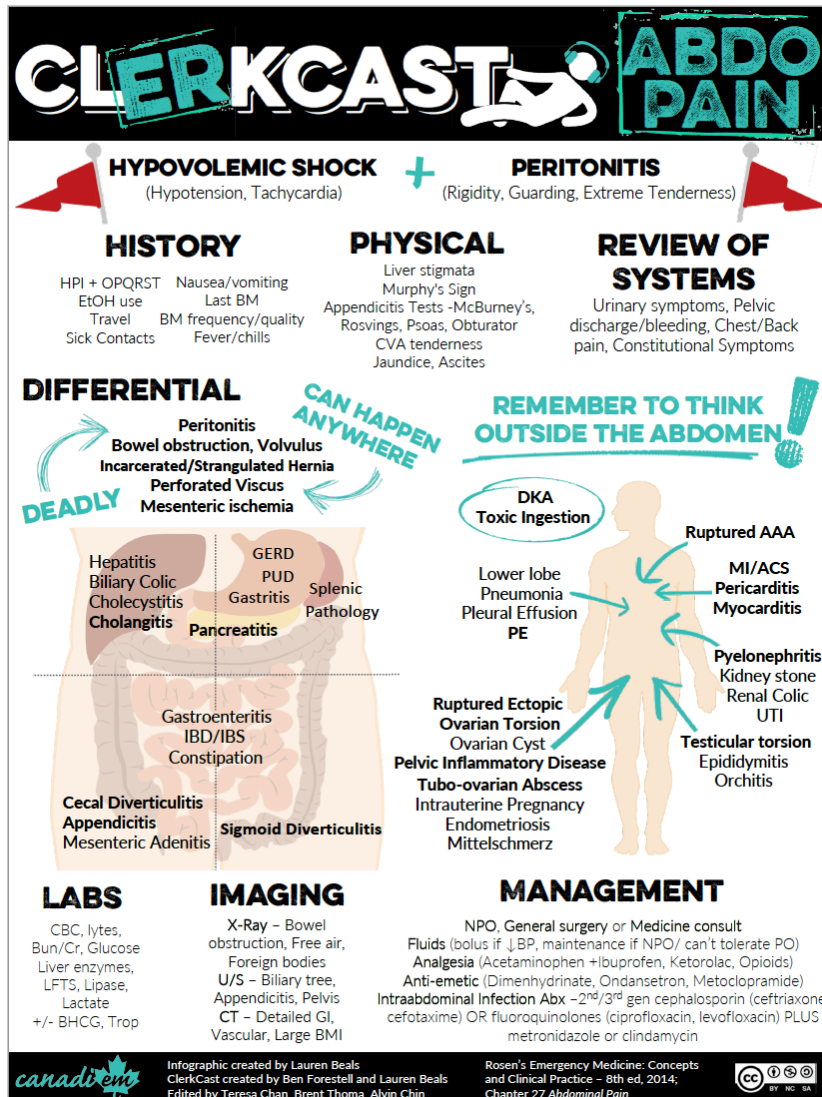 CLERKCAST
ABDO
PAIN
HYPOVOLEMIC SHOCK
(Hypotension, Tachycardia)
+
PERITONITIS
(Rigidity, Guarding, Extreme Tenderness)
HISTORY
HPI + OPQRST
EtOH use
Travel
Sick Contacts
Nausea/vomiting
Last BM
BM frequency/quality
Fever/chills
PHYSICAL
Liver stigmata
Murphy's Sign
Appendicitis Tests -McBurney's,
Rosvings, Psoas, Obturator
CVA tenderness
Jaundice, Ascites
REVIEW OF
SYSTEMS
Urinary symptoms, Pelvic
discharge/bleeding, Chest/Back
pain, Constitutional Symptoms
DIFFERENTIAL
DEADLY
Peritonitis
Bowel obstruction, Volvulus
Incarcerated/Strangulated Hernia
Perforated Viscus
Mesenteric ischemia
CAN HAPPEN
ANYWHERE
Hepatitis
Biliary Colic
Cholecystitis
Cholangitis
GERD
PUD
Gastritis
Splenic
Pathology
Pancreatitis
Gastroenteritis
IBD/IBS
Constipation
Cecal Diverticulitis
Appendicitis
Mesenteric Adenitis
Sigmoid Diverticulitis
REMEMBER TO THINK
OUTSIDE THE ABDOMEN!
DKA
Toxic Ingestion
Ruptured AAA
Lower lobe
Pneumonia
Pleural Effusion
PE
MI/ACS
Pericarditis
Myocarditis
Pyelonephritis
Kidney stone
Renal Colic
UTI
Ruptured Ectopic
Ovarian Torsion
Ovarian Cyst
Pelvic Inflammatory Disease
Tubo-ovarian Abscess
Intrauterine Pregnancy
Endometriosis
Mittelschmerz
Testicular torsion
Epididymitis
Orchitis
LABS
CBC, lytes,
Bun/Cr, Glucose
Liver enzymes,
LFTS, Lipase,
Lactate
+/- BHCG, Trop
IMAGING
X-Ray – Bowel
obstruction, Free air,
Foreign bodies
U/S – Biliary tree,
Appendicitis, Pelvis
CT – Detailed GI,
Vascular, Large BMI
MANAGEMENT
NPO, General surgery or Medicine consult
Fluids (bolus if ↓BP, maintenance if NPO/ can't tolerate PO)
Analgesia (Acetaminophen +Ibuprofen, Ketorolac, Opioids)
Anti-emetic (Dimenhydrinate, Ondansetron, Metoclopramide)
Intraabdominal Infection Abx –2nd/3rd gen cephalosporin (ceftriaxone
cefotaxime) OR fluoroquinolones (ciprofloxacin, levofloxacin) PLUS
metronidazole or clindamycin
canadiem
Infographic created by Lauren Beals
ClerkCast created by Ben Forestell and Lauren Beals
Edited by Teresa Chan, Brent Thoma, Alvin Chin
Rosen's Emergency Medicine: Concepts
and Clinical Practice – 8th ed, 2014;
Chapter 27 Abdominal Pain
cc
BY NC SA